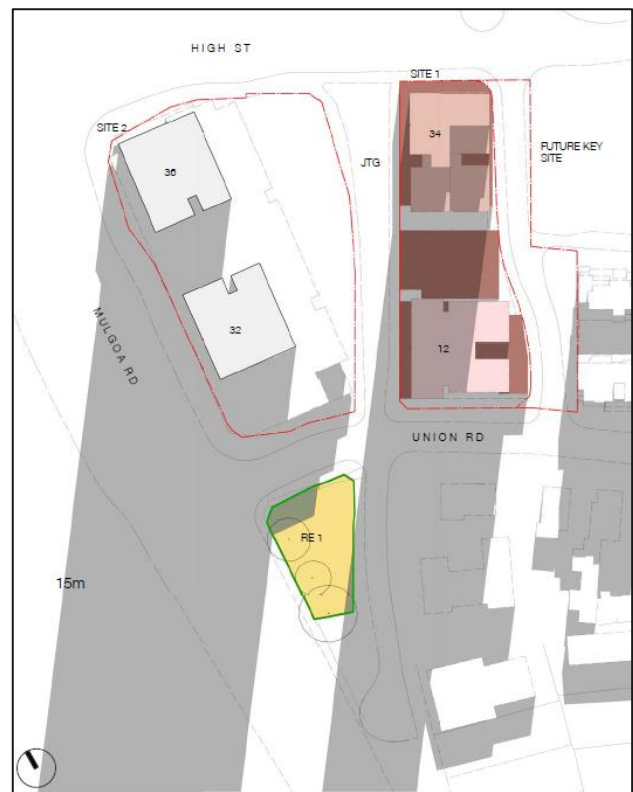 HIGH ST
SITE 1
SITE 2
34
36
JTG
FUTURE KEY
SITE
MULGOA RD
32
12
UNION RD
RE 1
15m